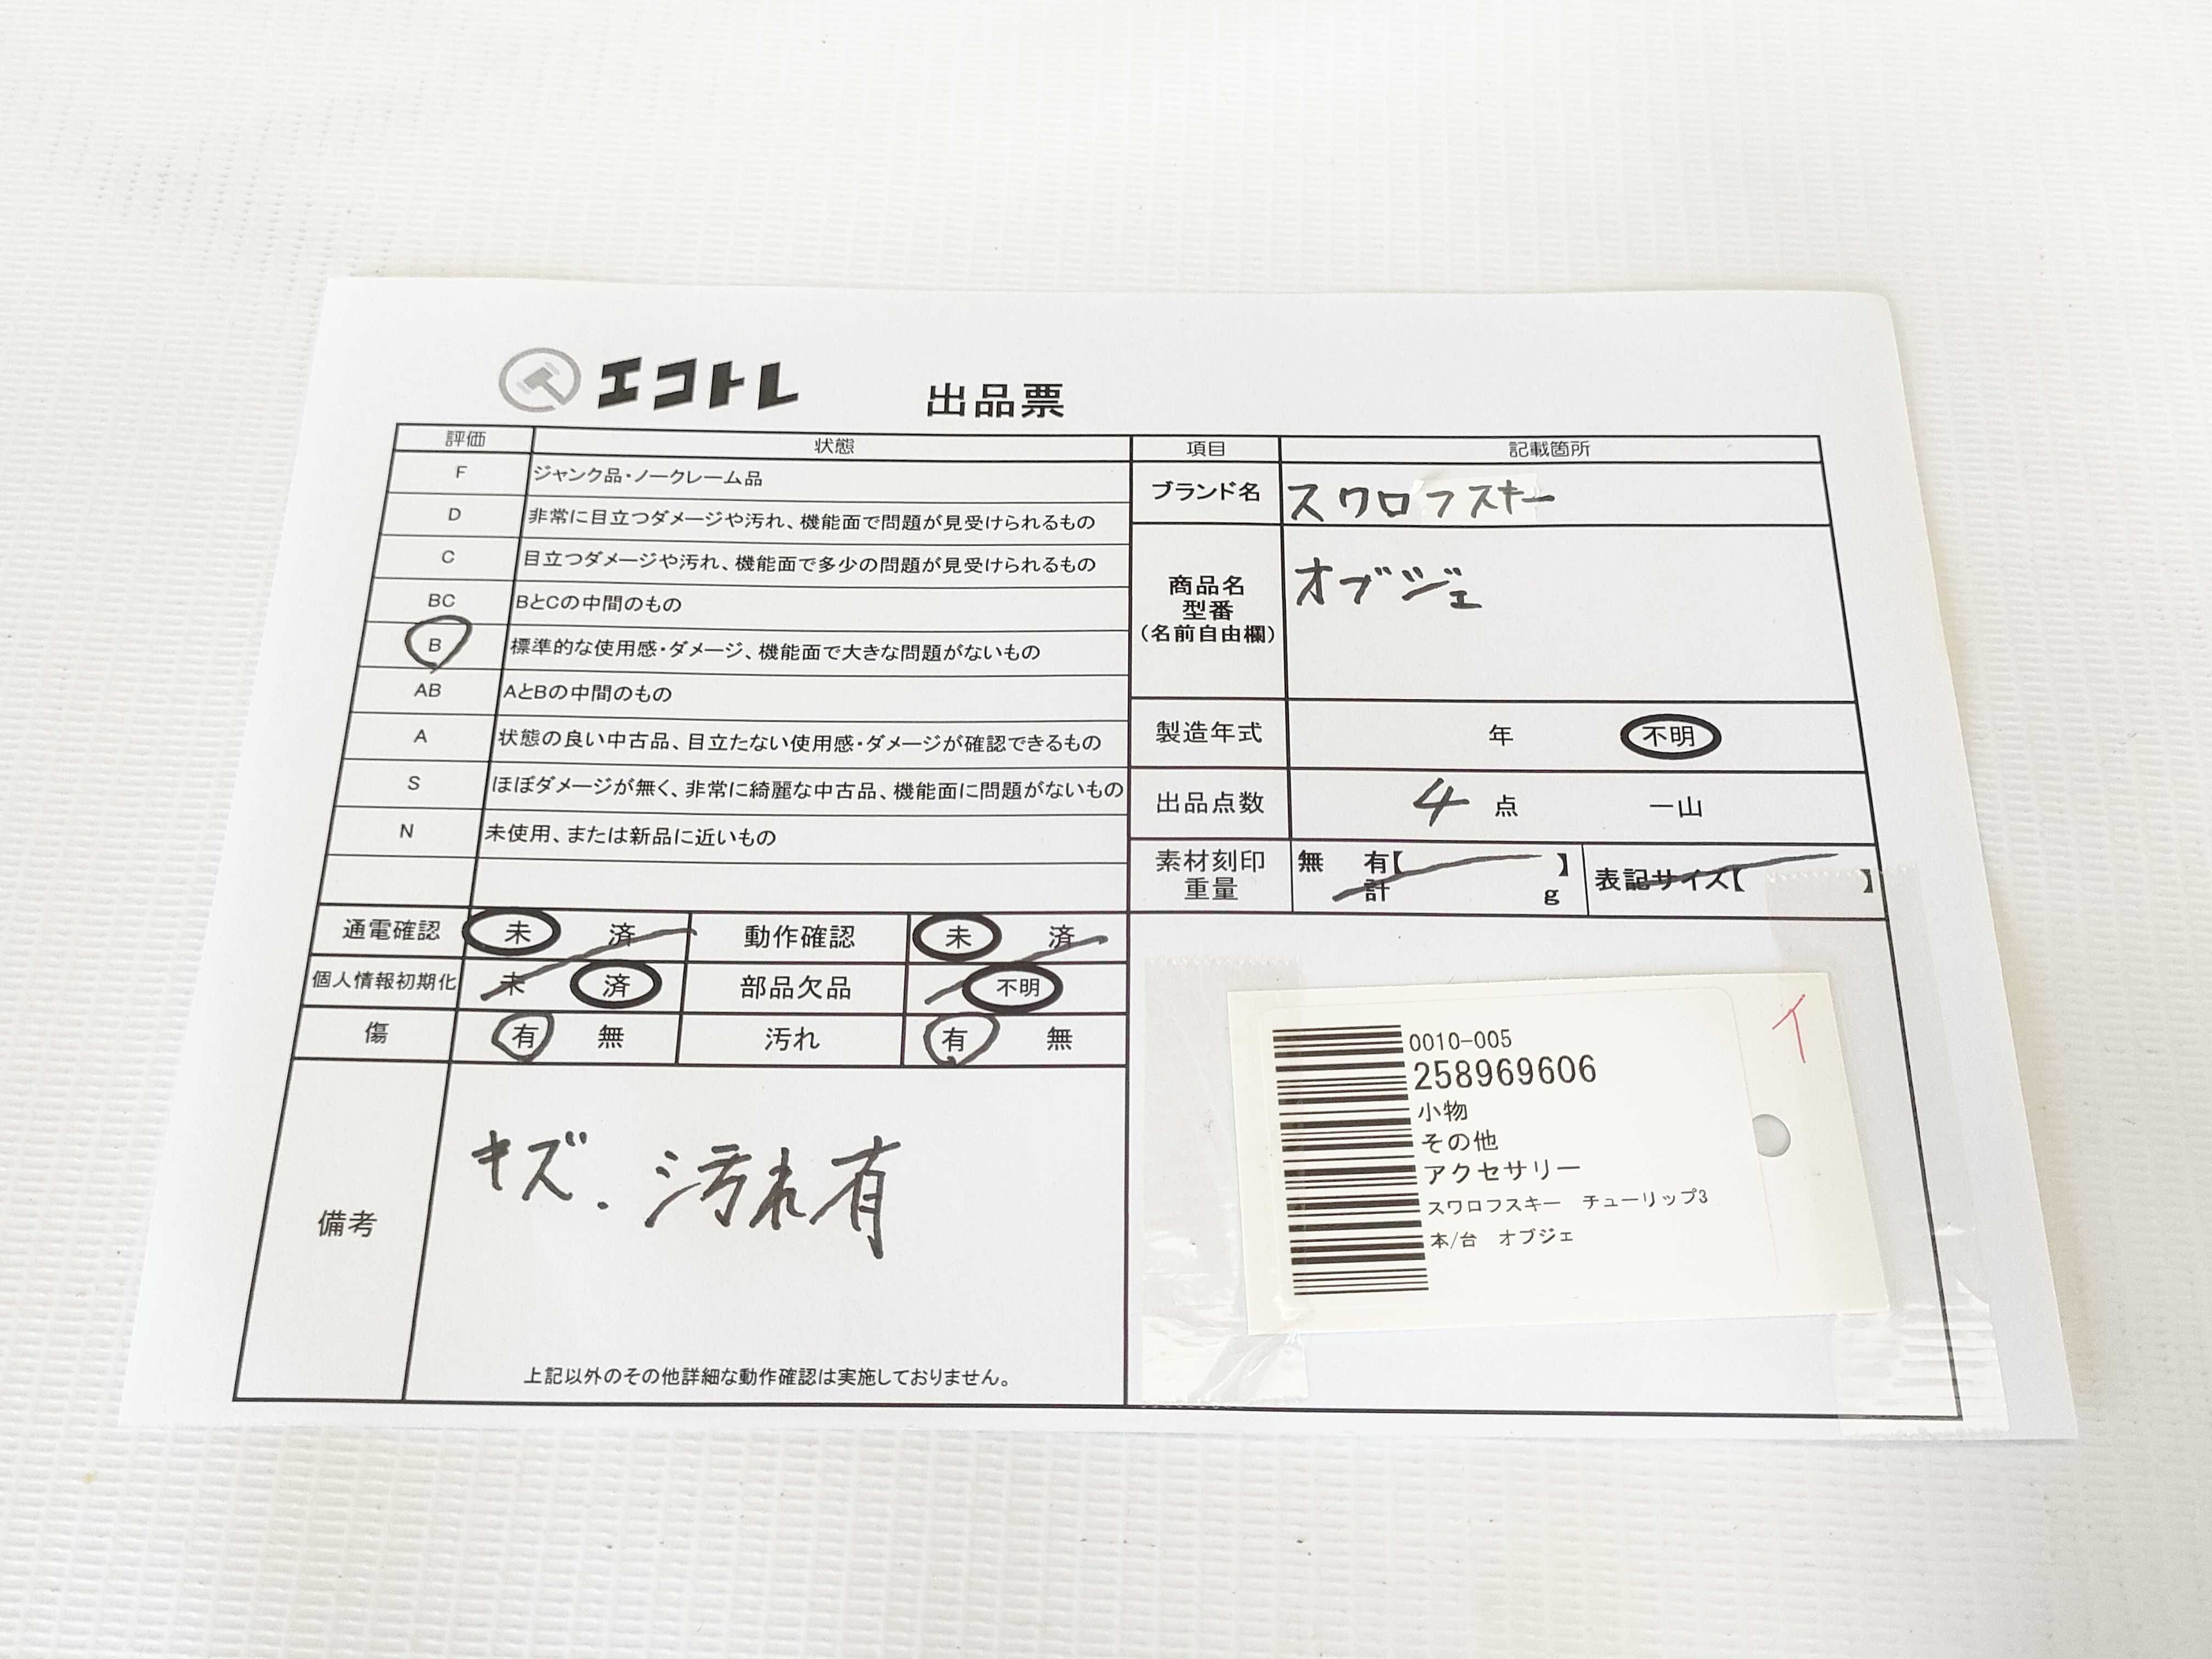 エコトレ 出品票
評価 状態
F ジャンク品・ノークレーム品
D 非常に目立つダメージや汚れ、機能面で問題が見受けられるもの
C 目立つダメージや汚れ、機能面で多少の問題が見受けられるもの
BC BとCの中間のもの
B 標準的な使用感・ダメージ、機能面で大きな問題がないもの
AB AとBの中間のもの
A 状態の良い中古品、目立たない使用感・ダメージが確認できるもの
S ほぼダメージが無く、非常に綺麗な中古品、機能面に問題がないもの
N 未使用、または新品に近いもの
通電確認 未 済 動作確認 未 済
個人情報初期化 未 済 部品欠品 不明
傷 有 無 汚れ 有 無
備考
キズ.汚れ有
上記以外のその他詳細な動作確認は実施しておりません。
項目 記載箇所
ブランド名 スワロフスキー
商品名
型番
(名前自由欄)
オブジェ
製造年式 年 不明
出品点数 4 点 一山
素材刻印 無 有【 】 表記サイズ【 】
重量 計 g
イ
0010-005
258969606
小物
その他
アクセサリー
スワロフスキー チューリップ3
本/台 オブジェ